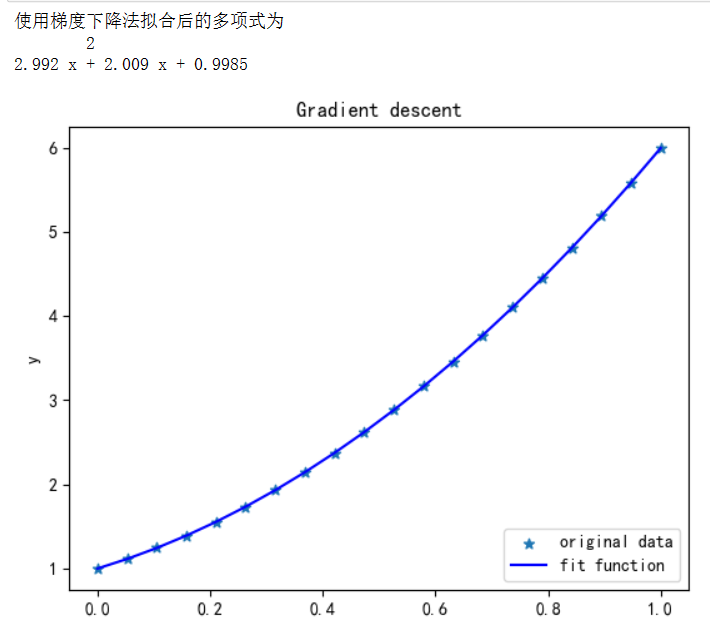 使用梯度下降法拟合后的多项式为
2
2.992 x + 2.009 x + 0.9985
Gradient descent
6
5
4
3
2
1
y
original data
fit function
0.0 0.2 0.4 0.6 0.8 1.0